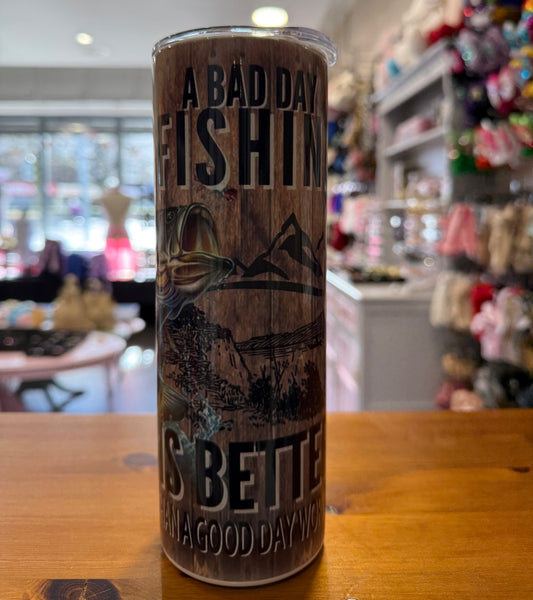 A BAD DAY
FISHIN
IS BETTE
AN A GOOD DAY WO